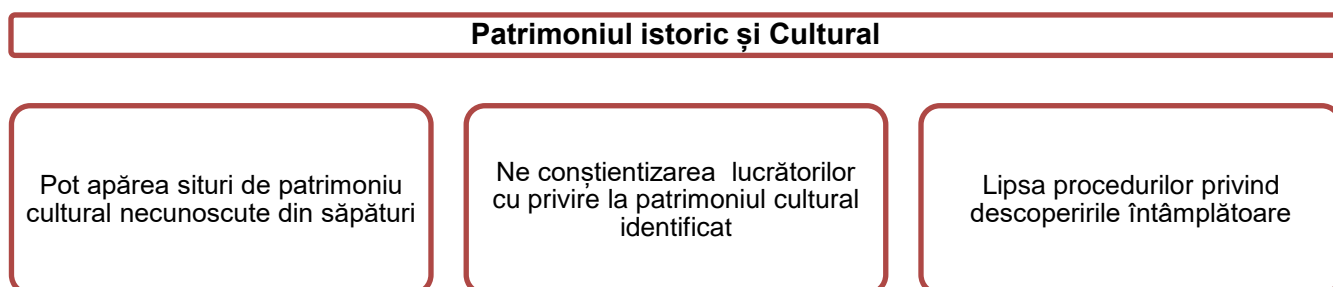 Patrimoniul istoric și Cultural
Pot apărea situri de patrimoniu
cultural necunoscute din săpături
Ne conștientizarea  lucrătorilor
cu privire la patrimoniul cultural
identificat
Lipsa procedurilor privind
descoperirile întâmplătoare